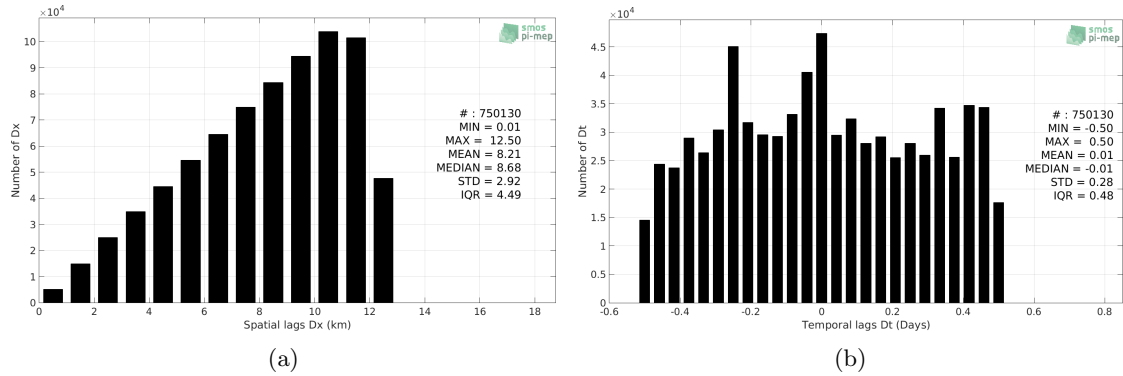 ×10⁴
smos
pi-mep
10
9
8
7
6
5
4
3
2
1
0
Number of Dx
# : 750130
MIN = 0.01
MAX = 12.50
MEAN = 8.21
MEDIAN = 8.68
STD = 2.92
IQR = 4.49
0 2 4 6 8 10 12 14 16 18
Spatial lags Dx (km)
(a)
×10⁴
smos
pi-mep
4.5
4
3.5
3
2.5
2
1.5
1
0.5
0
Number of Dt
# : 750130
MIN = -0.50
MAX = 0.50
MEAN = 0.01
MEDIAN = -0.01
STD = 0.28
IQR = 0.48
-0.6 -0.4 -0.2 0 0.2 0.4 0.6 0.8
Temporal lags Dt (Days)
(b)